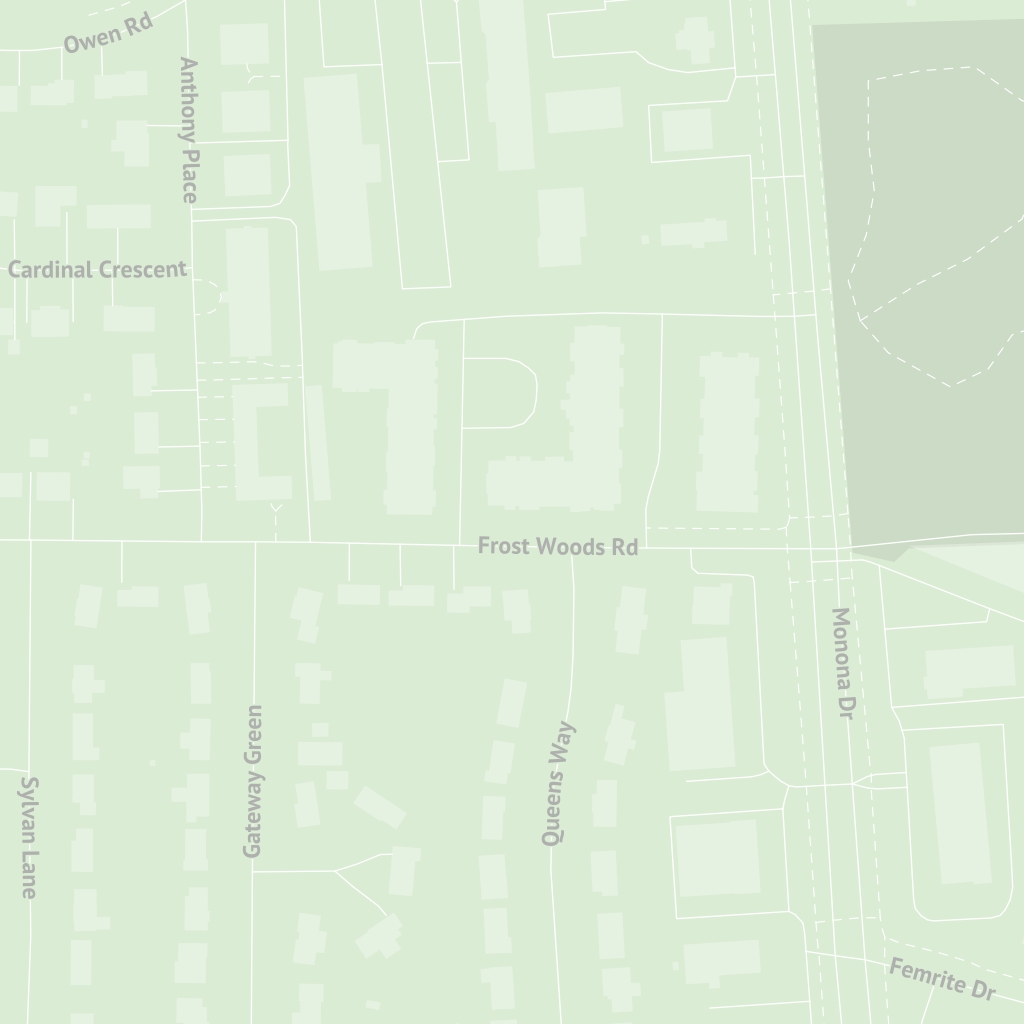 Owen Rd
Anthony Place
Cardinal Crescent
Frost Woods Rd
Monona Dr
Gateway Green
Queens Way
Sylvan Lane
Femrite Dr